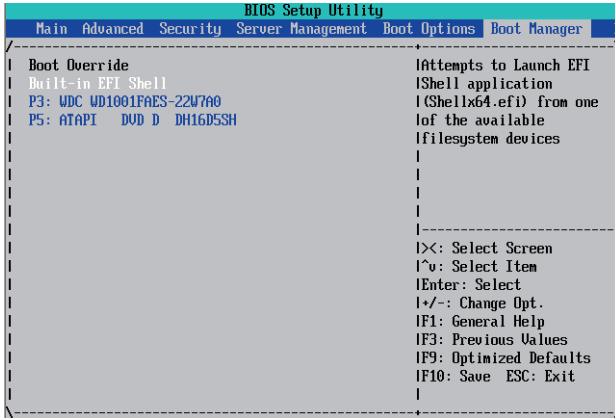 BIOS Setup Utility
Main Advanced Security Server Management Boot Options Boot Manager
Boot Override
Built-in EFI Shell
P3: WDC WD1001FAES-22W7A0
P5: ATAPI DVD D DH16D5SH
Attempts to Launch EFI
Shell application
(Shellx64.efi) from one
of the available
filesystem devices
><: Select Screen
^v: Select Item
Enter: Select
+/-: Change Opt.
F1: General Help
F3: Previous Values
F9: Optimized Defaults
F10: Save ESC: Exit